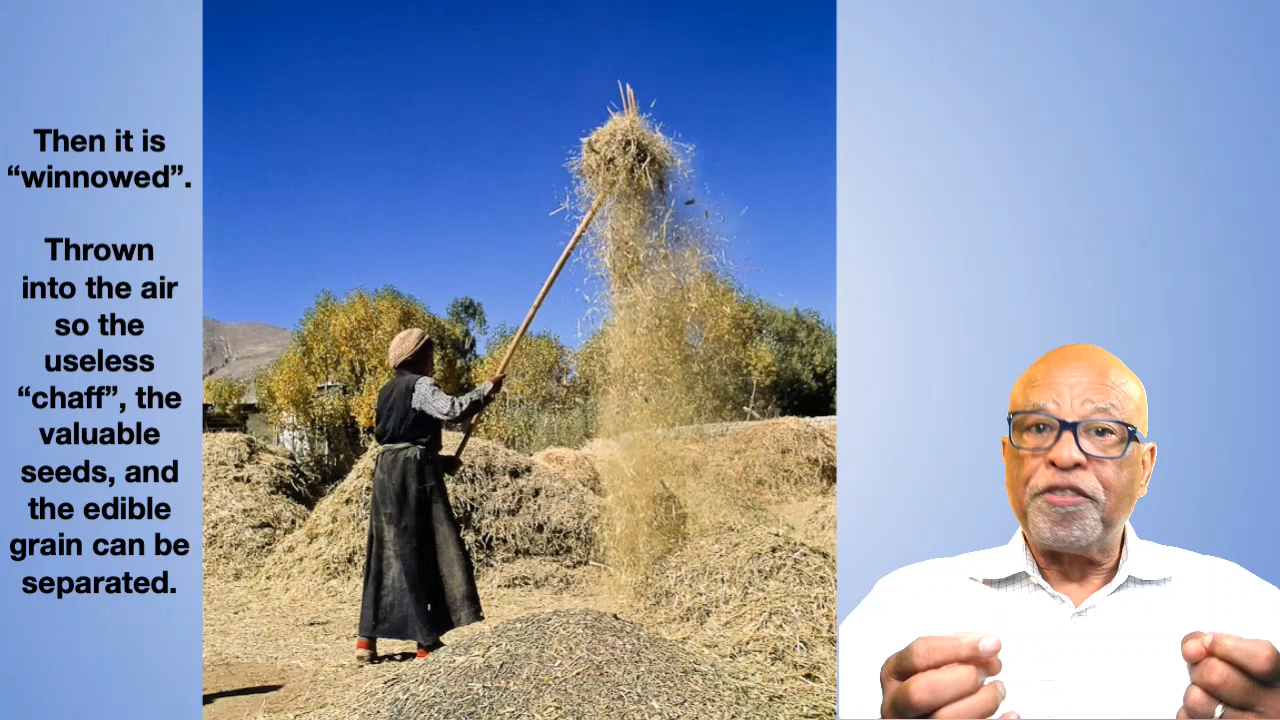 Then it is
“winnowed”.
Thrown
into the air
so the
useless
“chaff”, the
valuable
seeds, and
the edible
grain can be
separated.